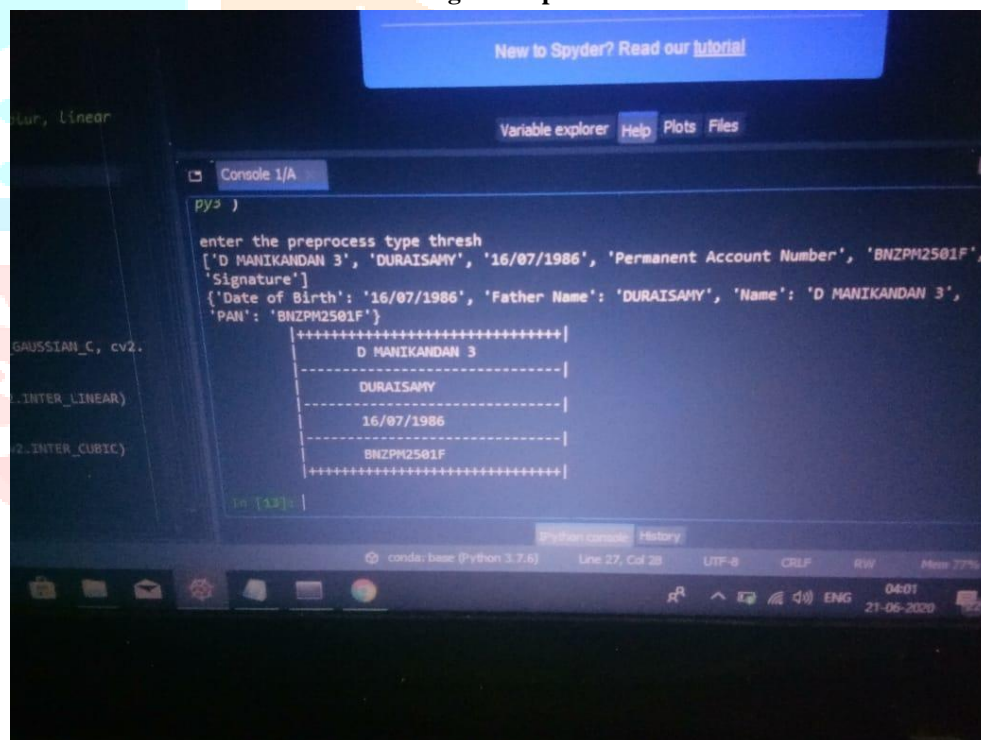 New to Spyder? Read our tutorial
lur, linear
Variable explorer Help Plots Files
Console 1/A
enter the preprocess type thresh
['D MANIKANDAN 3', 'DURAISAMY', '16/07/1986', 'Permanent Account Number', 'BNZPM2501F',
'Signature']
{'Date of Birth': '16/07/1986', 'Father Name': 'DURAISAMY', 'Name': 'D MANIKANDAN 3',
'PAN': 'BNZPM2501F'}
|++++++++++++++++++++++++++++++|
GAUSSIAN_C, cv2.
D MANIKANDAN 3
|------------------------------|
DURAISAMY
.INTER_LINEAR)
|------------------------------|
16/07/1986
|------------------------------|
2.INTER_CUBIC)
BNZPM2501F
|++++++++++++++++++++++++++++++|
In [13]:
IPython console History
conda: base (Python 3.7.6) Line 27, Col 28 UTF-8 CRLF RW Mem 77%
ENG 04:01
21-06-2020